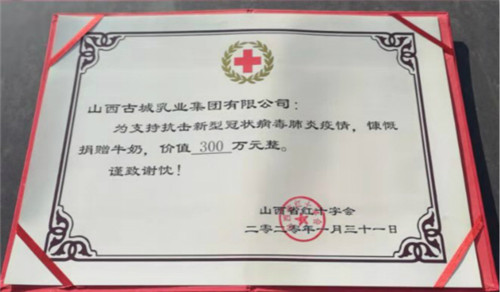 山西古城乳业集团有限公司：
为支持抗击新型冠状病毒肺炎疫情，慷慨
捐赠牛奶，价值 300 万元整。
谨致谢忱！
山西省红十字会
二〇二〇年一月三十一日